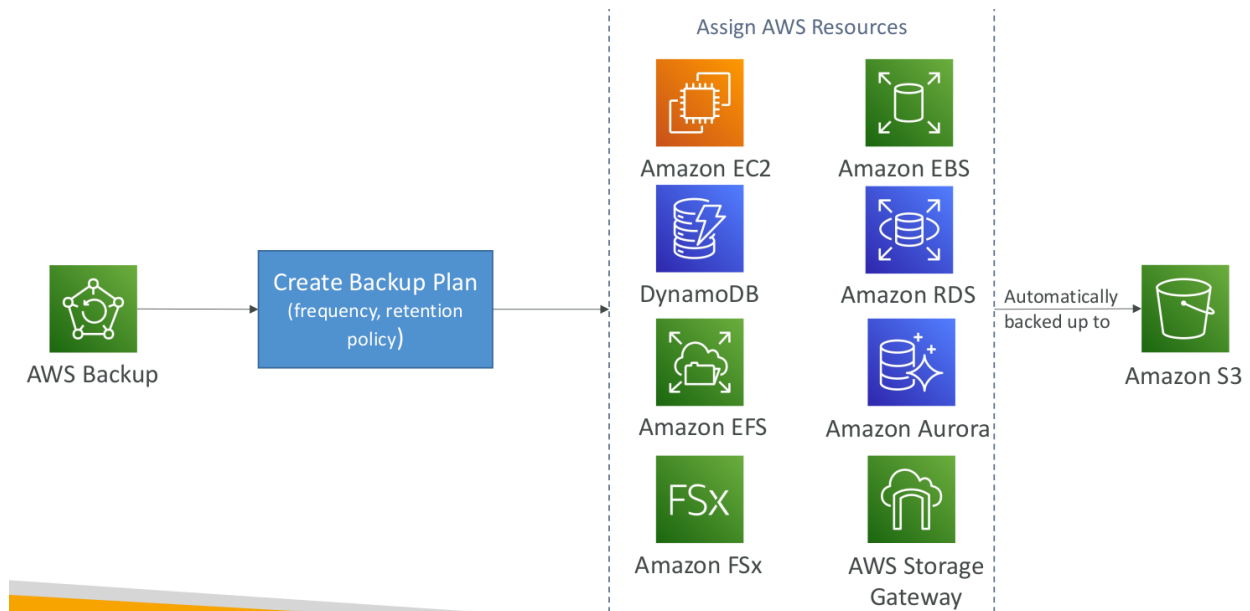 Assign AWS Resources
Amazon EC2
Amazon EBS
DynamoDB
Amazon RDS
AWS Backup
Create Backup Plan
(frequency, retention
policy)
Amazon EFS
Amazon Aurora
FSx
Amazon FSx
AWS Storage
Gateway
Automatically
backed up to
Amazon S3